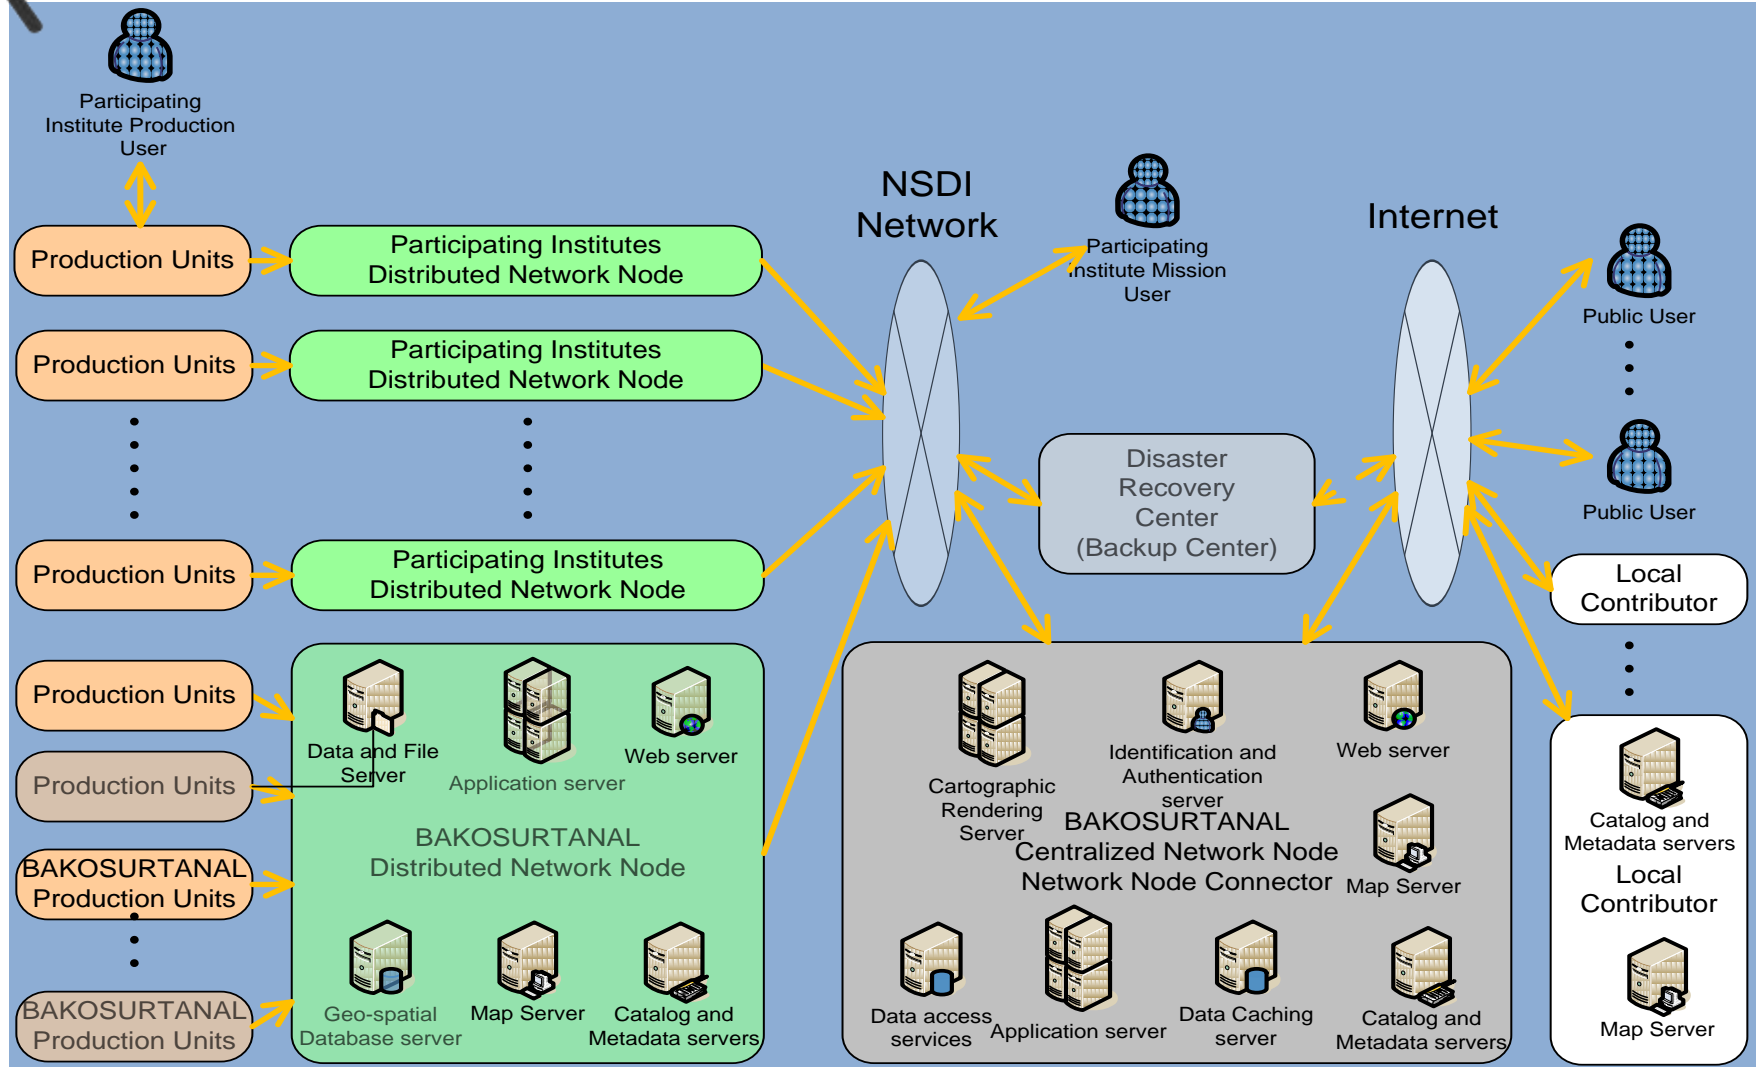 Participating
Institute Production
User
NSDI
Network
Participating
Institute Mission
User
Internet
Public User
Public User
Production Units
Participating Institutes
Distributed Network Node
Production Units
Participating Institutes
Distributed Network Node
Production Units
Participating Institutes
Distributed Network Node
Disaster
Recovery
Center
(Backup Center)
Local
Contributor
Production Units
Production Units
BAKOSURTANAL
Production Units
BAKOSURTANAL
Production Units
Data and File
Server
Application server
Web server
BAKOSURTANAL
Distributed Network Node
Geo-spatial
Database server
Map Server
Catalog and
Metadata servers
Cartographic
Rendering
Server
Identification and
Authentication
server
Web server
BAKOSURTANAL
Centralized Network Node
Network Node Connector
Map Server
Data access
services
Application server
Data Caching
server
Catalog and
Metadata servers
Catalog and
Metadata servers
Local
Contributor
Map Server